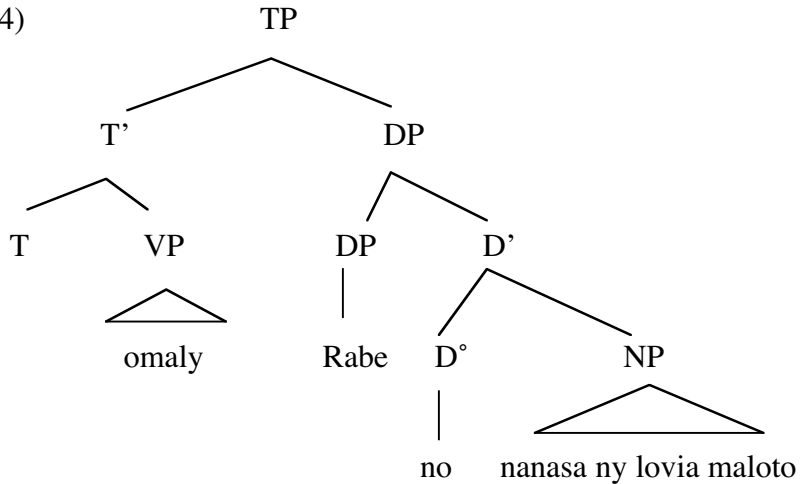 4) TP
T’ DP
T VP DP D’
omaly Rabe D° NP
no nanasa ny lovia maloto